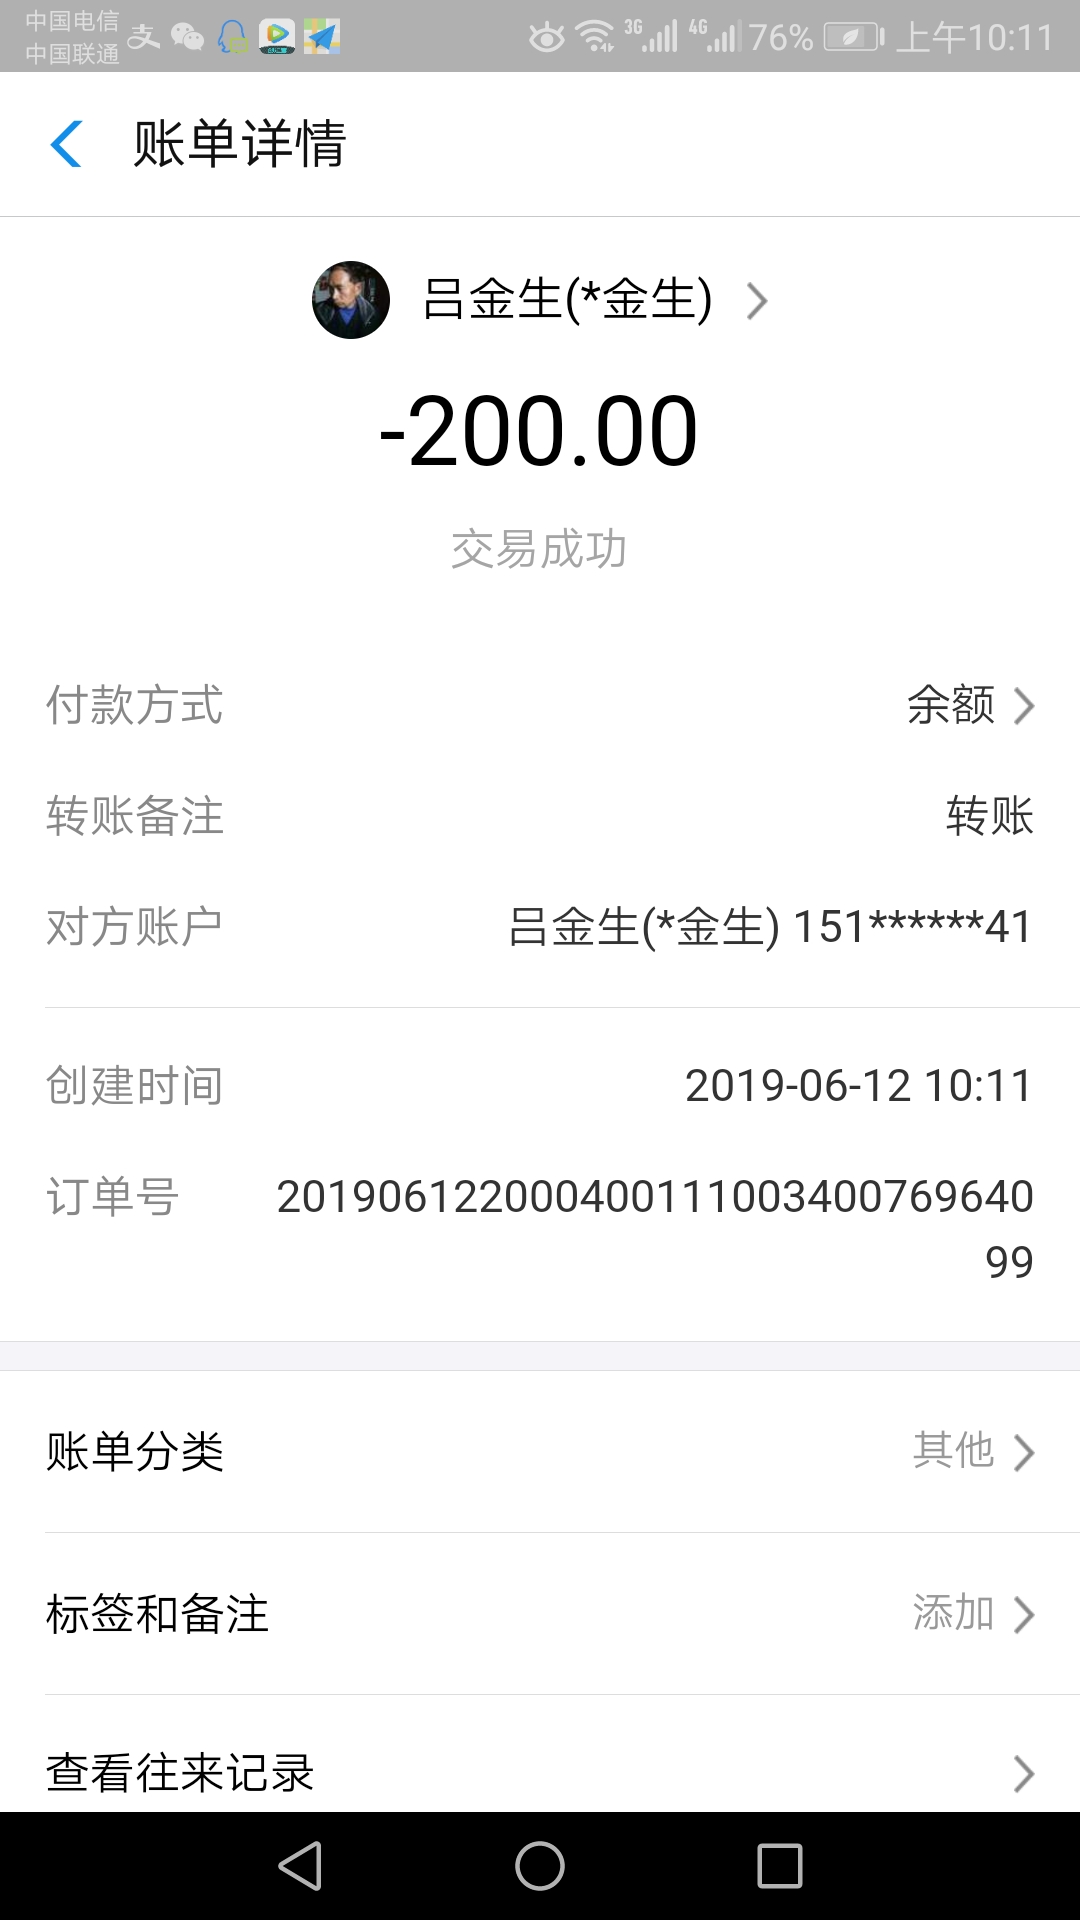 中国电信
中国联通
支 3G 4G 76% 上午10:11
账单详情
吕金生(*金生)
-200.00
交易成功
付款方式 余额
转账备注 转账
对方账户 吕金生(*金生) 151******41
创建时间 2019-06-12 10:11
订单号 201906122000400111003400769640
99
账单分类 其他
标签和备注 添加
查看往来记录